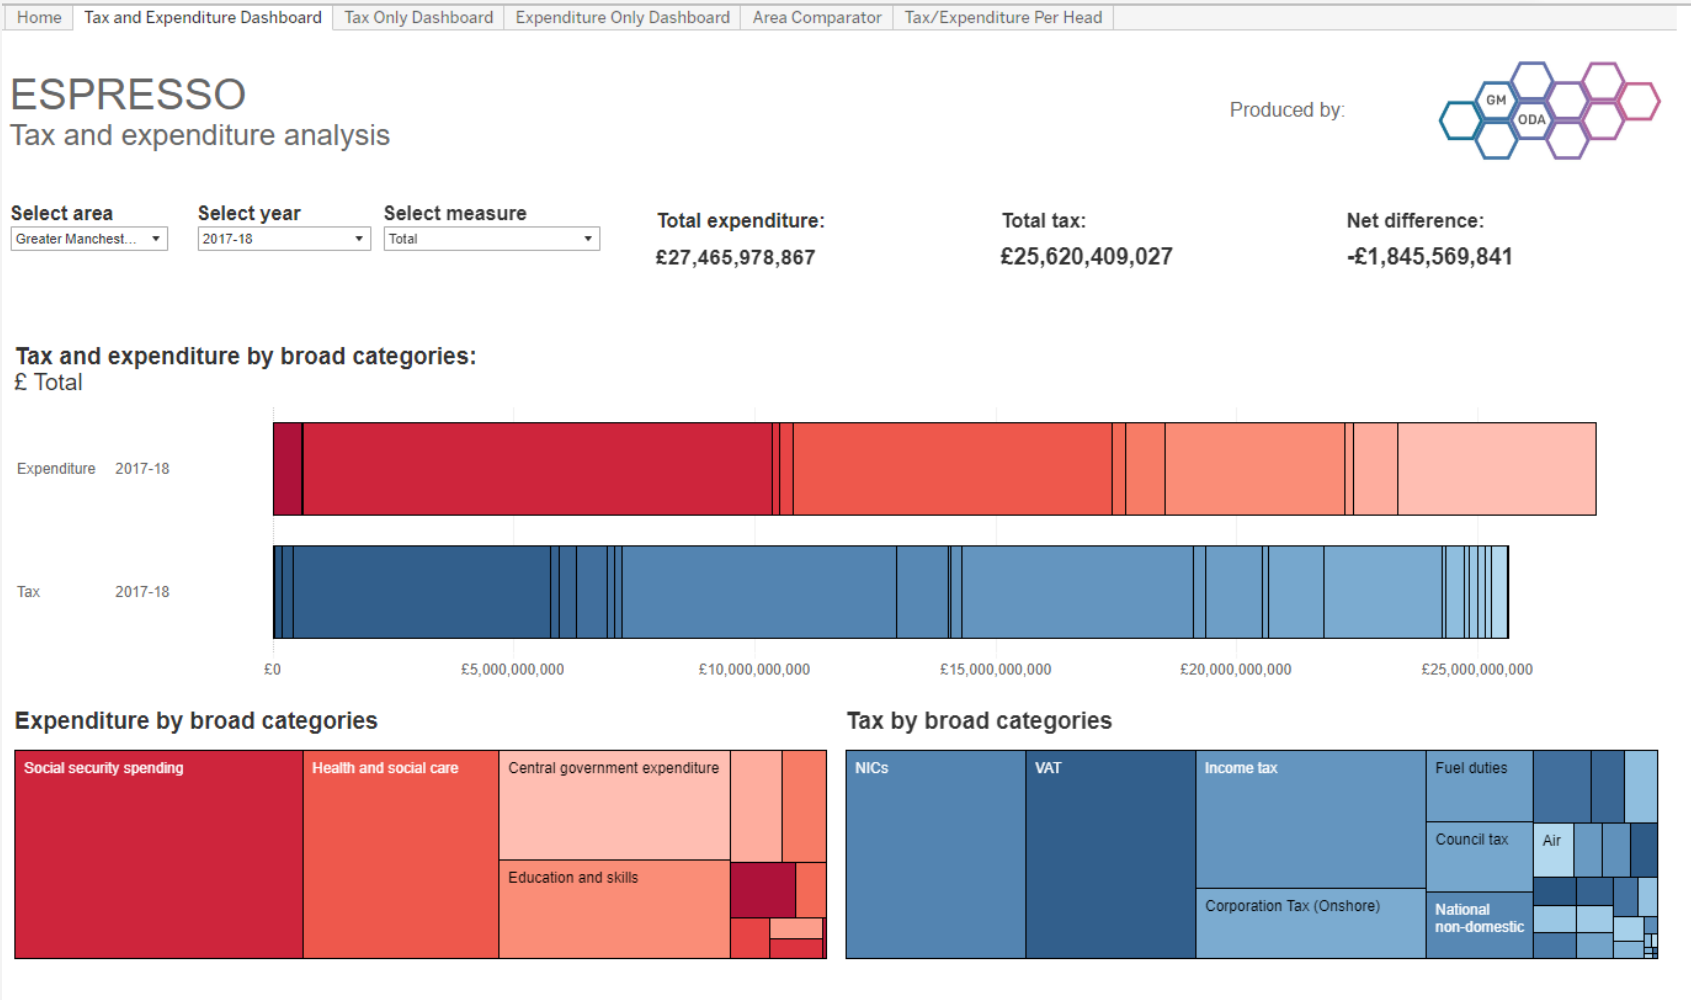 Home Tax and Expenditure Dashboard Tax Only Dashboard Expenditure Only Dashboard Area Comparator Tax/Expenditure Per Head
ESPRESSO
Tax and expenditure analysis
Produced by:
GM
ODA
Select area Select year Select measure
Greater Manchest... 2017-18 Total
Total expenditure: Total tax: Net difference:
£27,465,978,867 £25,620,409,027 -£1,845,569,841
Tax and expenditure by broad categories:
£ Total
Expenditure 2017-18
Tax 2017-18
£0 £5,000,000,000 £10,000,000,000 £15,000,000,000 £20,000,000,000 £25,000,000,000
Expenditure by broad categories
Social security spending
Health and social care
Central government expenditure
Education and skills
Tax by broad categories
NICs
VAT
Income tax
Corporation Tax (Onshore)
Fuel duties
Council tax
National
non-domestic
Air